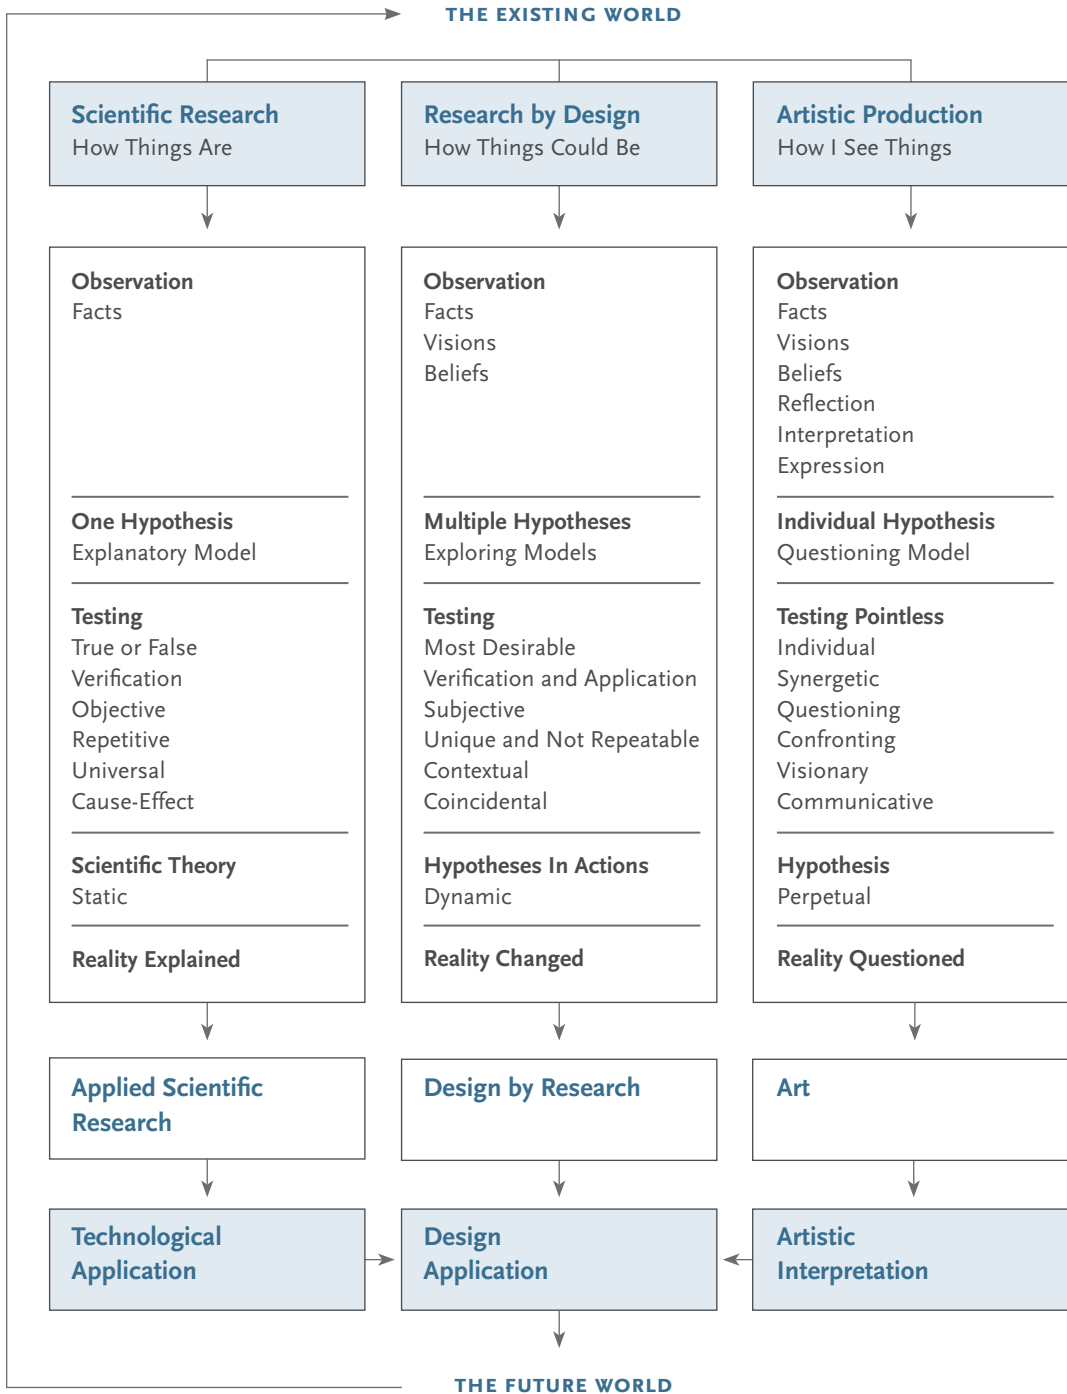 THE EXISTING WORLD
Scientific Research
How Things Are
Research by Design
How Things Could Be
Artistic Production
How I See Things
Observation
Facts
One Hypothesis
Explanatory Model
Testing
True or False
Verification
Objective
Repetitive
Universal
Cause-Effect
Scientific Theory
Static
Reality Explained
Observation
Facts
Visions
Beliefs
Multiple Hypotheses
Exploring Models
Testing
Most Desirable
Verification and Application
Subjective
Unique and Not Repeatable
Contextual
Coincidental
Hypotheses In Actions
Dynamic
Reality Changed
Observation
Facts
Visions
Beliefs
Reflection
Interpretation
Expression
Individual Hypothesis
Questioning Model
Testing Pointless
Individual
Synergetic
Questioning
Confronting
Visionary
Communicative
Hypothesis
Perpetual
Reality Questioned
Applied Scientific
Research
Design by Research
Art
Technological
Application
Design
Application
Artistic
Interpretation
THE FUTURE WORLD